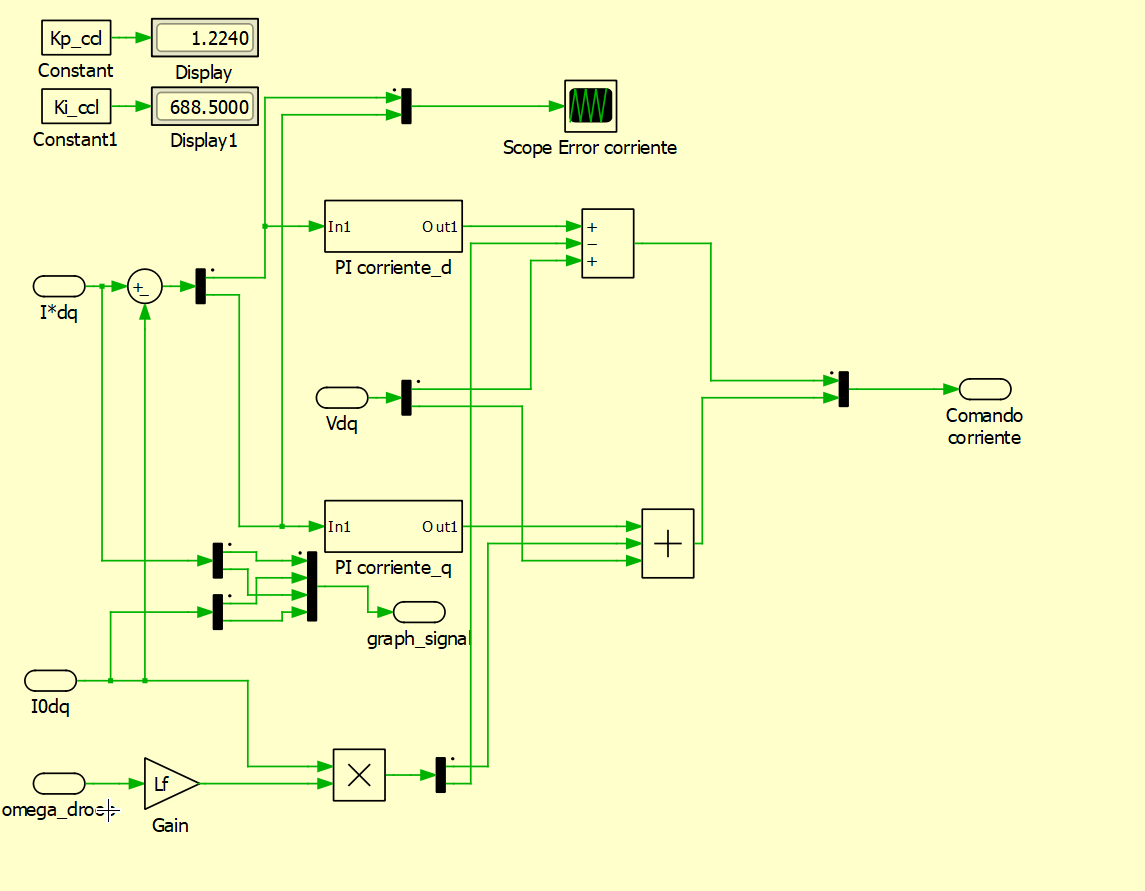 Kp_ccl
1.2240
Constant
Display
Ki_ccl
688.5000
Constant1
Display1
Scope Error corriente
In1
Out1
+
−
+
PI corriente_d
+
−
I*dq
Vdq
Comando
corriente
In1
Out1
+
PI corriente_q
graph_signal
I0dq
Lf
×
Gain